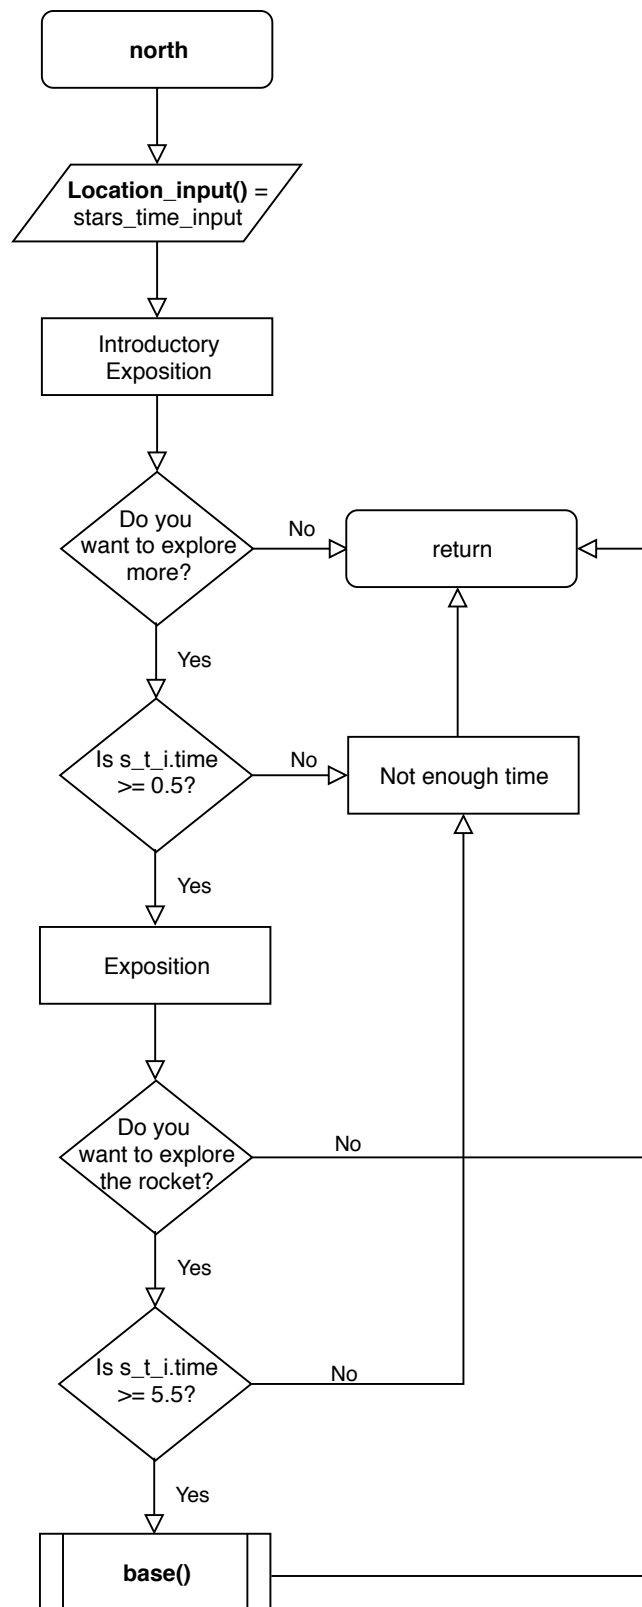 north
Location_input() =
stars_time_input
Introductory
Exposition
Do you
want to explore
more?
No
return
Yes
Is s_t_i.time
>= 0.5?
No
Not enough time
Yes
Exposition
Do you
want to explore
the rocket?
No
Yes
Is s_t_i.time
>= 5.5?
No
Yes
base()